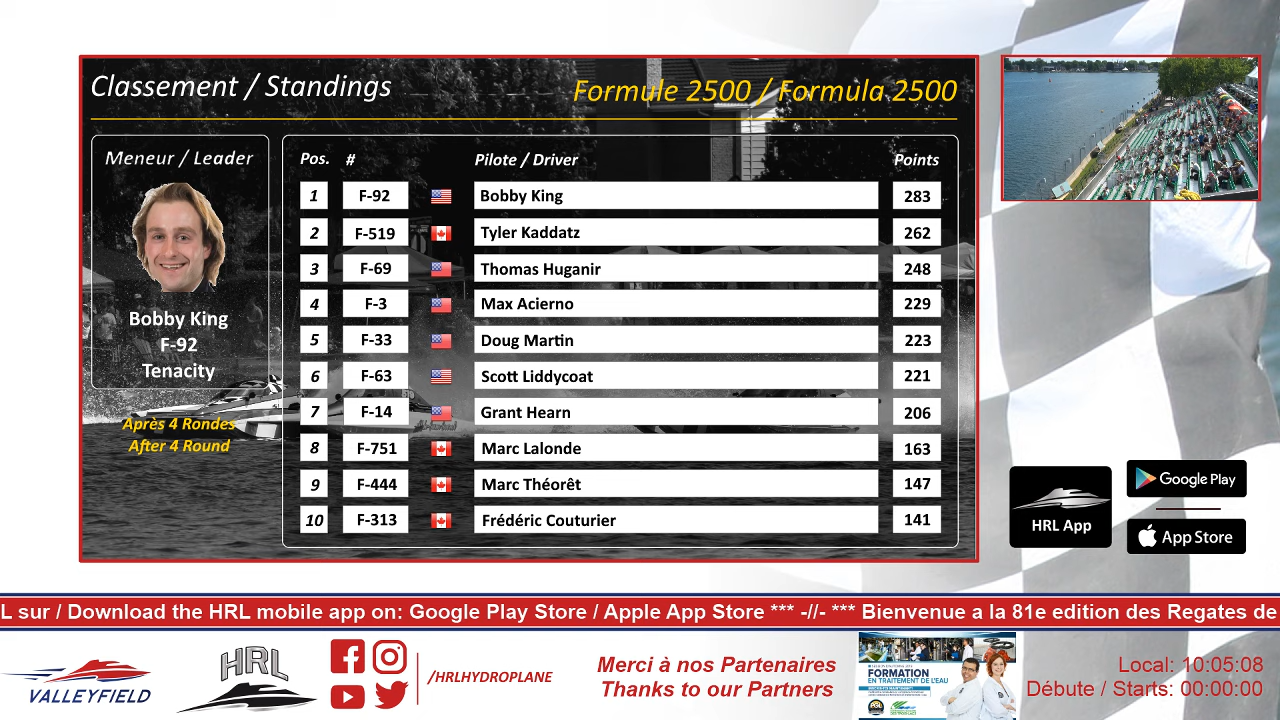 Classement / Standings
Formule 2500 / Formula 2500
Meneur / Leader
Bobby King
F-92
Tenacity
Après 4 Rondes
After 4 Round
Pos. # Pilote / Driver Points
1 F-92 Bobby King 283
2 F-519 Tyler Kaddatz 262
3 F-69 Thomas Huganir 248
4 F-3 Max Acierno 229
5 F-33 Doug Martin 223
6 F-63 Scott Liddycoat 221
7 F-14 Grant Hearn 206
8 F-751 Marc Lalonde 163
9 F-444 Marc Théorêt 147
10 F-313 Frédéric Couturier 141
HRL App
Google Play
App Store
L sur / Download the HRL mobile app on: Google Play Store / Apple App Store *** -//- *** Bienvenue a la 81e edition des Regates de
VALLEYFIELD
HRL
/HRLHYDROPLANE
Merci à nos Partenaires
Thanks to our Partners
FORMATION
EN TRAITEMENT DE L'EAU
Local: 10:05:08
Débute / Starts: 00:00:00